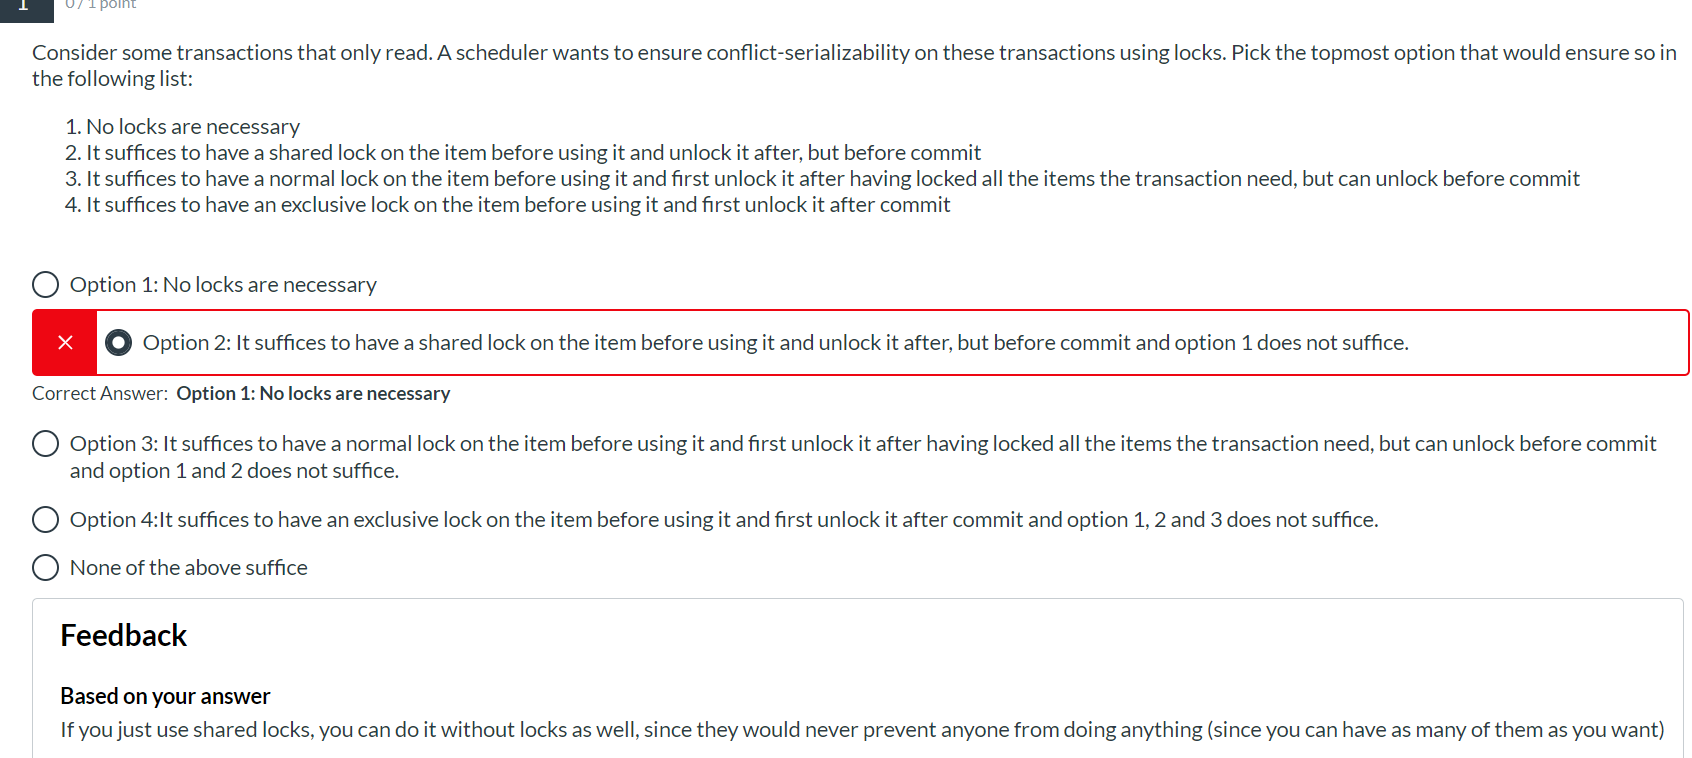 1
0 / 1 point
Consider some transactions that only read. A scheduler wants to ensure conflict-serializability on these transactions using locks. Pick the topmost option that would ensure so in
the following list:
1. No locks are necessary
2. It suffices to have a shared lock on the item before using it and unlock it after, but before commit
3. It suffices to have a normal lock on the item before using it and first unlock it after having locked all the items the transaction need, but can unlock before commit
4. It suffices to have an exclusive lock on the item before using it and first unlock it after commit
Option 1: No locks are necessary
Option 2: It suffices to have a shared lock on the item before using it and unlock it after, but before commit and option 1 does not suffice.
Correct Answer: Option 1: No locks are necessary
Option 3: It suffices to have a normal lock on the item before using it and first unlock it after having locked all the items the transaction need, but can unlock before commit
and option 1 and 2 does not suffice.
Option 4:It suffices to have an exclusive lock on the item before using it and first unlock it after commit and option 1, 2 and 3 does not suffice.
None of the above suffice
Feedback
Based on your answer
If you just use shared locks, you can do it without locks as well, since they would never prevent anyone from doing anything (since you can have as many of them as you want)